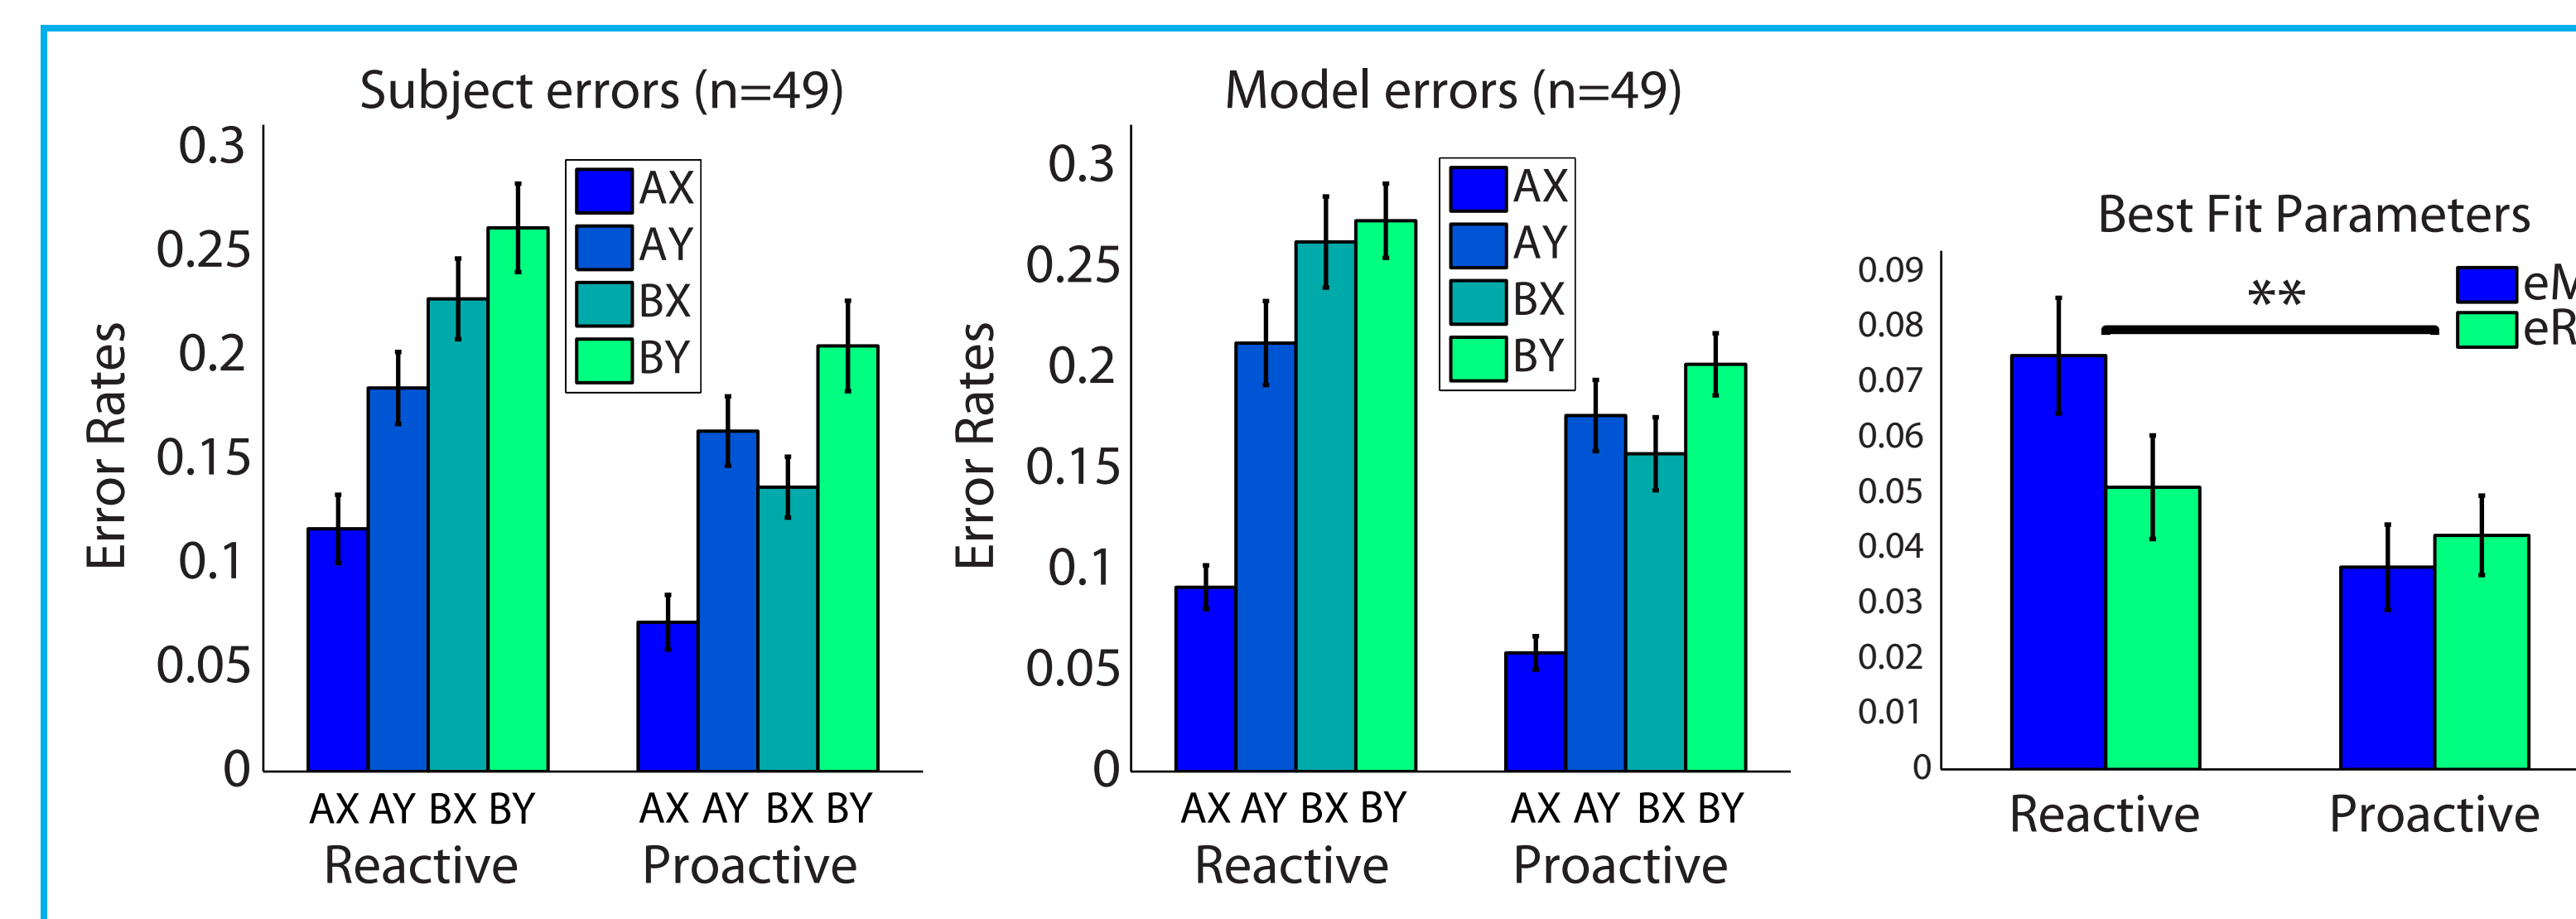 Subject errors (n=49)
Error Rates
0.3
0.25
0.2
0.15
0.1
0.05
0
AX
AY
BX
BY
AX AY BX BY
AX AY BX BY
Reactive
Proactive
Model errors (n=49)
Error Rates
0.3
0.25
0.2
0.15
0.1
0.05
0
AX
AY
BX
BY
AX AY BX BY
AX AY BX BY
Reactive
Proactive
Best Fit Parameters
0.09
0.08
0.07
0.06
0.05
0.04
0.03
0.02
0.01
0
**
Reactive
Proactive